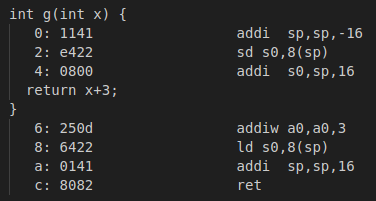 int g(int x) {
   0: 1141                addi  sp,sp,-16
   2: e422                sd s0,8(sp)
   4: 0800                addi  s0,sp,16
  return x+3;
}
   6: 250d                addiw a0,a0,3
   8: 6422                ld s0,8(sp)
   a: 0141                addi  sp,sp,16
   c: 8082                ret